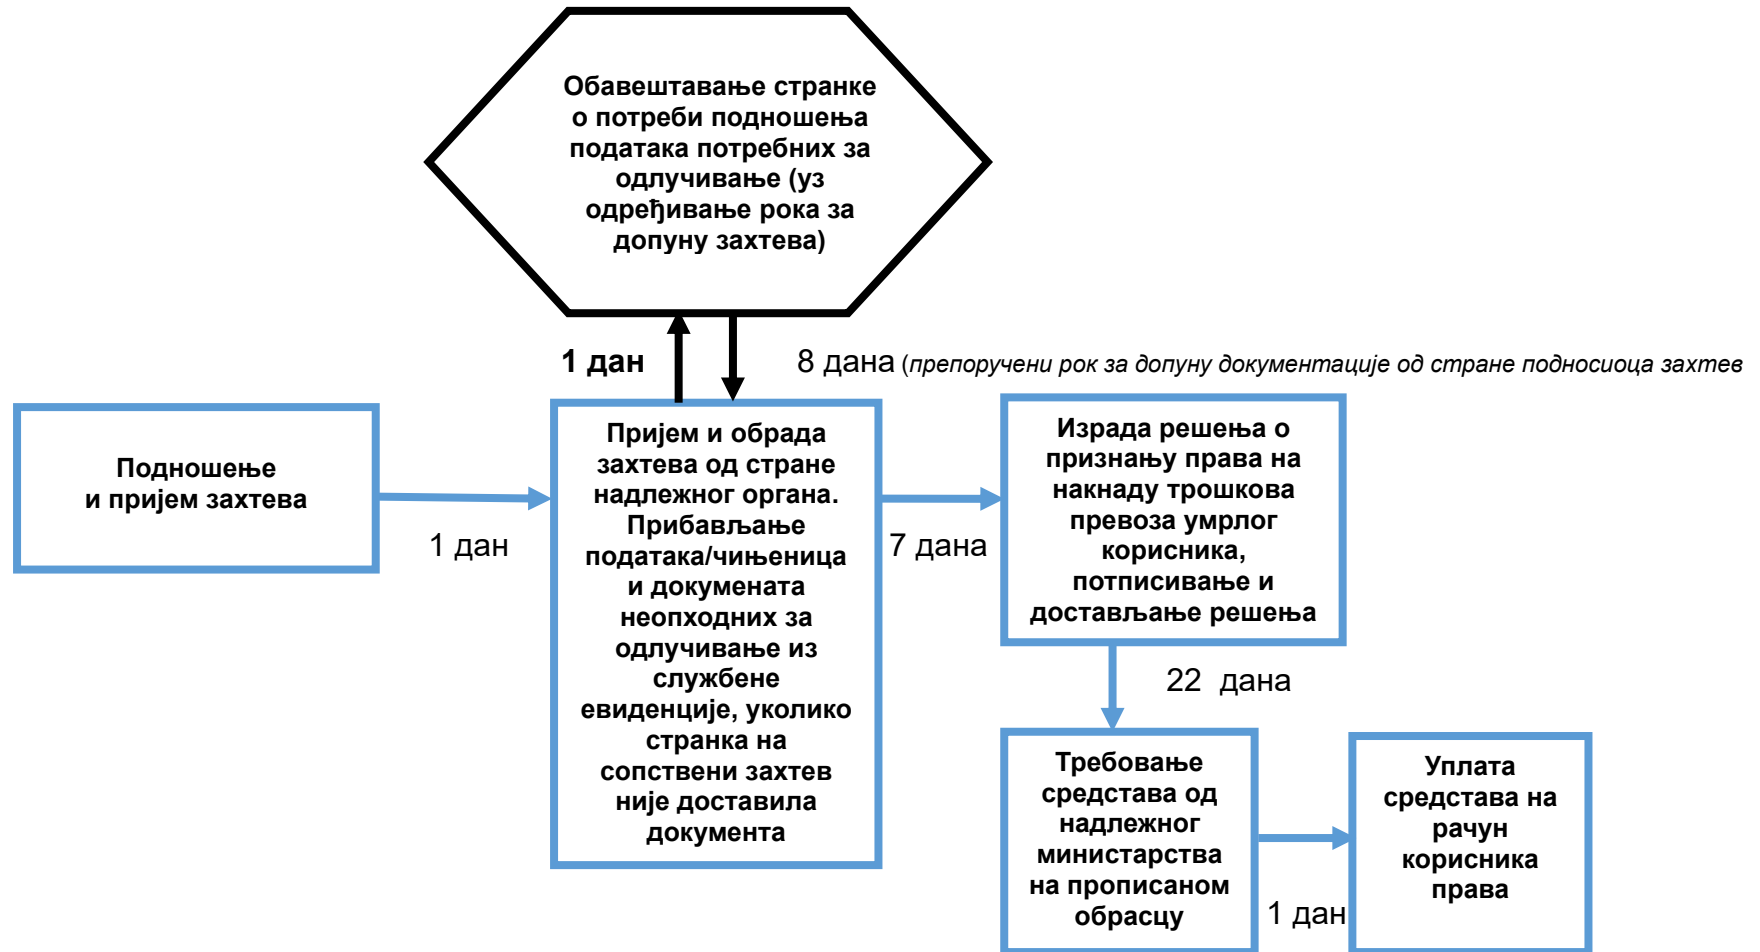 Обавештавање странке
о потреби подношења
података потребних за
одлучивање (уз
одређивање рока за
допуну захтева)
1 дан
8 дана (препоручени рок за допуну документације од стране подносиоца захтев
Подношење
и пријем захтева
1 дан
Пријем и обрада
захтева од стране
надлежног органа.
Прибављање
података/чињеница
и докумената
неопходних за
одлучивање из
службене
евиденције, уколико
странка на
сопствени захтев
није доставила
документа
7 дана
Израда решења о
признању права на
накнаду трошкова
превоза умрлог
корисника,
потписивање и
достављање решења
22 дана
Требовање
средстава од
надлежног
министарства
на прописаном
обрасцу
1 дан
Уплата
средстава на
рачун
корисника
права